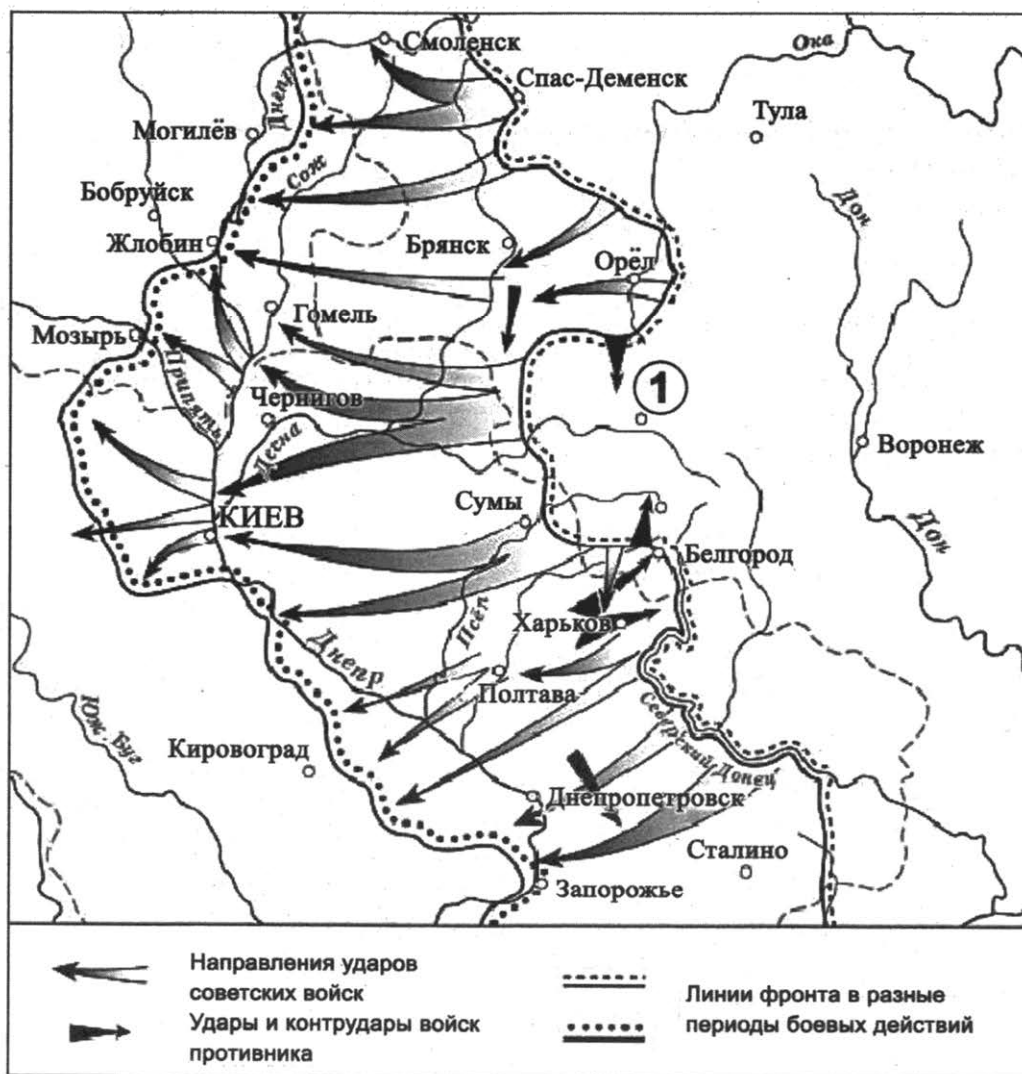 Смоленск
Ока
Спас-Деменск
Днепр
Тула
Могилёв
Сож
Бобруйск
Дон
Жлобин
Брянск
Орёл
Гомель
Мозырь
1
Припять
Чернигов
Десна
Воронеж
Сумы
КИЕВ
Дон
Белгород
Псёл
Харьков
Днепр
Полтава
Северский Донец
Юж. Буг
Кировоград
Днепропетровск
Сталино
Запорожье
Направления ударов
советских войск
Удары и контрудары войск
противника
Линии фронта в разные
периоды боевых действий